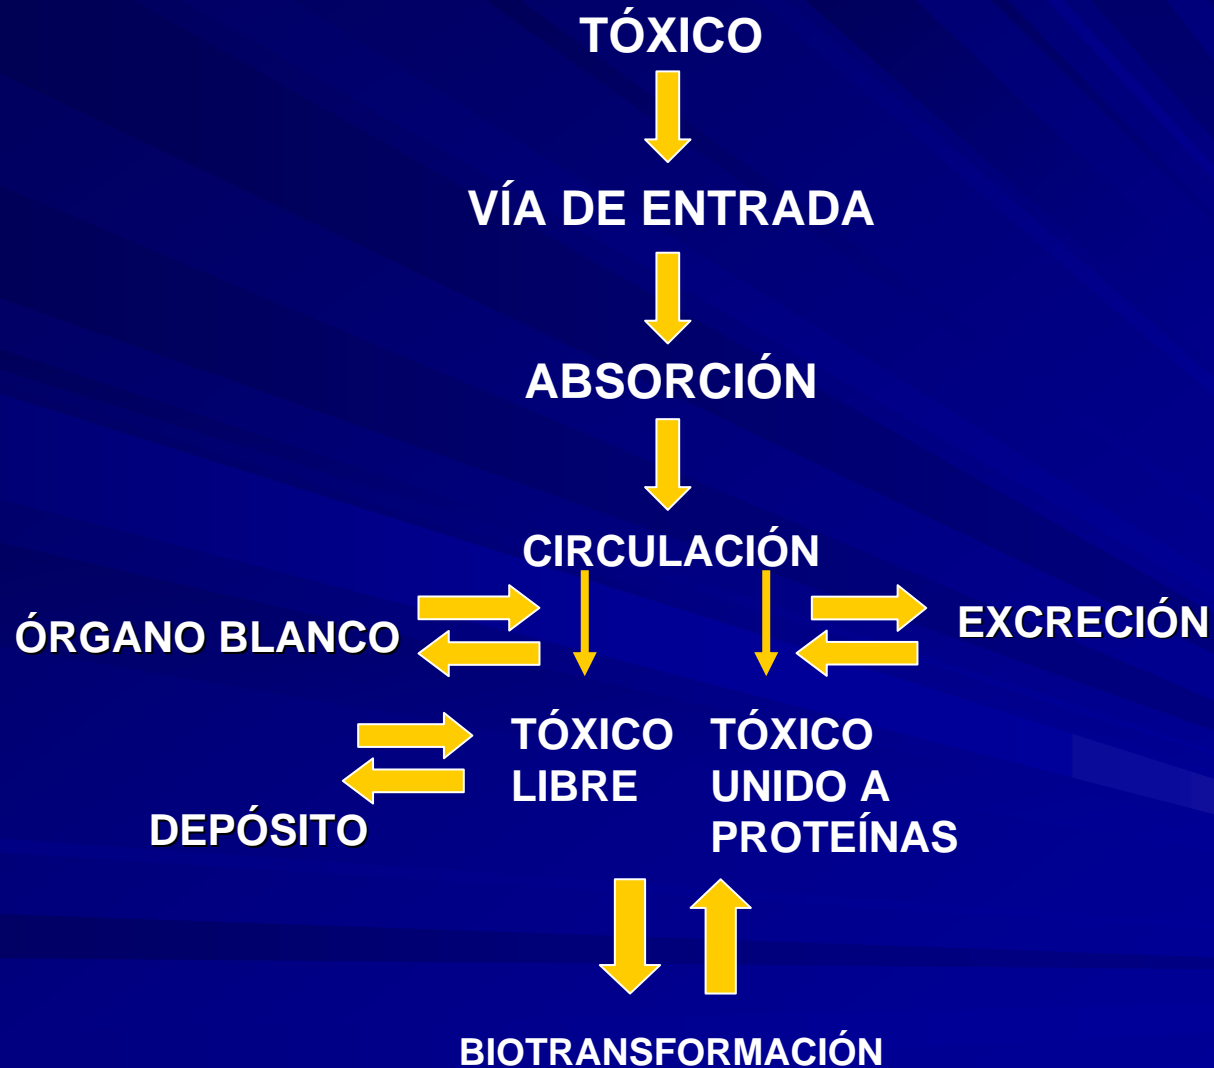 TÓXICO
VÍA DE ENTRADA
ABSORCIÓN
CIRCULACIÓN
ÓRGANO BLANCO
EXCRECIÓN
TÓXICO
LIBRE
TÓXICO
UNIDO A
PROTEÍNAS
DEPÓSITO
BIOTRANSFORMACIÓN